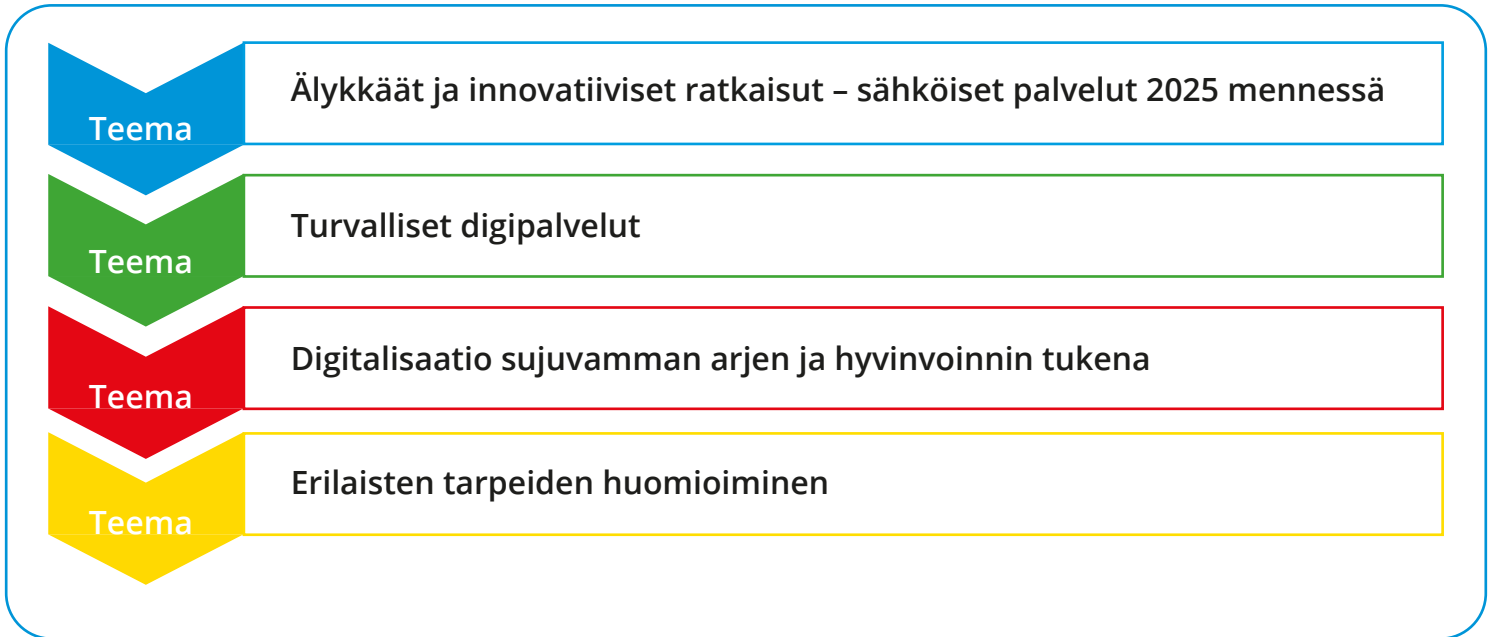 Teema
Älykkäät ja innovatiiviset ratkaisut – sähköiset palvelut 2025 mennessä
Teema
Turvalliset digipalvelut
Teema
Digitalisaatio sujuvamman arjen ja hyvinvoinnin tukena
Teema
Erilaisten tarpeiden huomioiminen